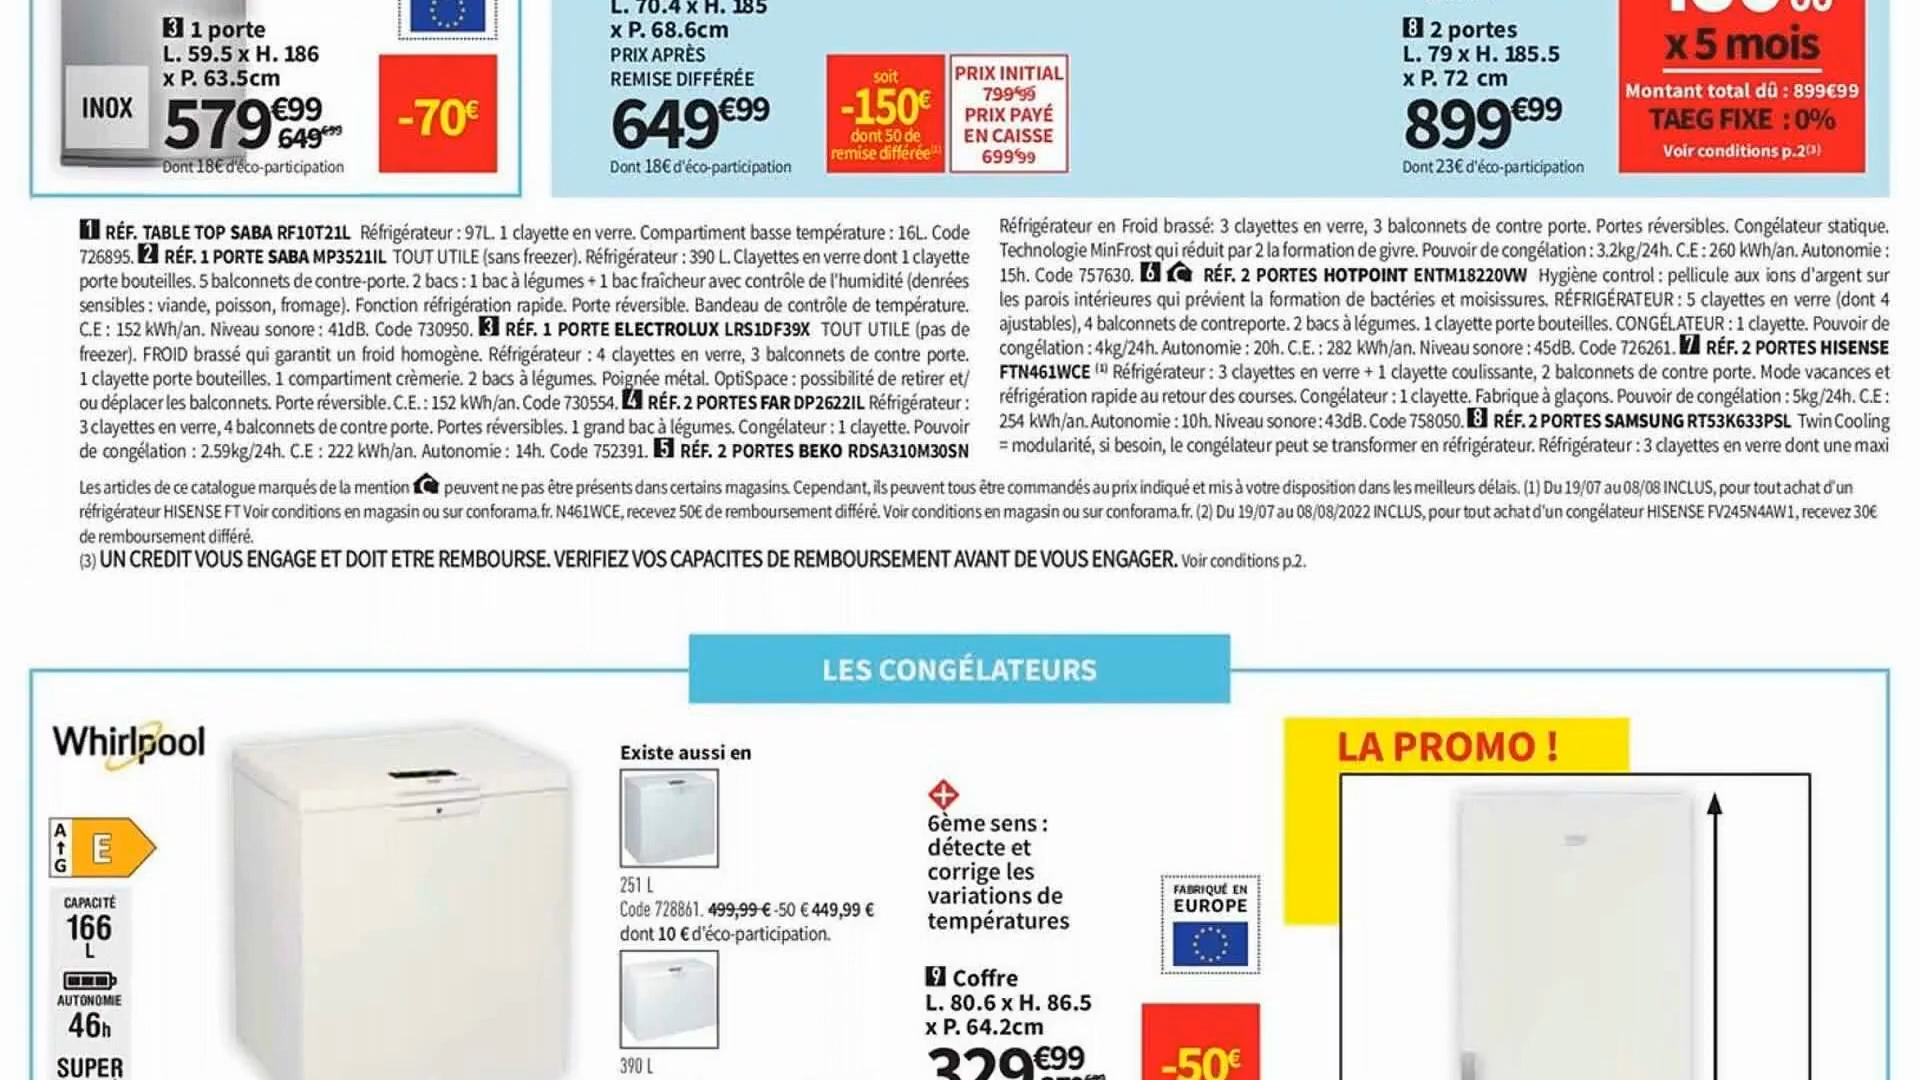 3 1 porte
L. 59.5 x H. 186
x P. 63.5cm
INOX
579€99
649€99
Dont 18€ d'éco-participation
-70€
L. 70.4 x H. 185
x P. 68.6cm
PRIX APRÈS
REMISE DIFFÉRÉE
649€99
Dont 18€ d'éco-participation
soit
-150€
dont 50 de
remise différée(1)
PRIX INITIAL
799€99
PRIX PAYÉ
EN CAISSE
699€99
8 2 portes
L. 79 x H. 185.5
x P. 72 cm
899€99
Dont 23€ d'éco-participation
x 5 mois
Montant total dû : 899€99
TAEG FIXE : 0%
Voir conditions p.2(3)
1 RÉF. TABLE TOP SABA RF10T21L Réfrigérateur : 97L. 1 clayette en verre. Compartiment basse température : 16L. Code
726895. 2 RÉF. 1 PORTE SABA MP3521IL TOUT UTILE (sans freezer). Réfrigérateur : 390 L. Clayettes en verre dont 1 clayette
porte bouteilles. 5 balconnets de contre-porte. 2 bacs : 1 bac à légumes + 1 bac fraîcheur avec contrôle de l'humidité (denrées
sensibles : viande, poisson, fromage). Fonction réfrigération rapide. Porte réversible. Bandeau de contrôle de température.
C.E : 152 kWh/an. Niveau sonore : 41dB. Code 730950. 3 RÉF. 1 PORTE ELECTROLUX LRS1DF39X TOUT UTILE (pas de
freezer). FROID brassé qui garantit un froid homogène. Réfrigérateur : 4 clayettes en verre, 3 balconnets de contre porte.
1 clayette porte bouteilles. 1 compartiment crèmerie. 2 bacs à légumes. Poignée métal. OptiSpace : possibilité de retirer et/
ou déplacer les balconnets. Porte réversible. C.E. : 152 kWh/an. Code 730554. 4 RÉF. 2 PORTES FAR DP2622IL Réfrigérateur :
3 clayettes en verre, 4 balconnets de contre porte. Portes réversibles. 1 grand bac à légumes. Congélateur : 1 clayette. Pouvoir
de congélation : 2.59kg/24h. C.E : 222 kWh/an. Autonomie : 14h. Code 752391. 5 RÉF. 2 PORTES BEKO RDSA310M30SN
Réfrigérateur en Froid brassé: 3 clayettes en verre, 3 balconnets de contre porte. Portes réversibles. Congélateur statique.
Technologie MinFrost qui réduit par 2 la formation de givre. Pouvoir de congélation : 3.2kg/24h. C.E : 260 kWh/an. Autonomie :
15h. Code 757630. 6 RÉF. 2 PORTES HOTPOINT ENTM18220VW Hygiène control : pellicule aux ions d'argent sur
les parois intérieures qui prévient la formation de bactéries et moisissures. RÉFRIGÉRATEUR : 5 clayettes en verre (dont 4
ajustables), 4 balconnets de contreporte. 2 bacs à légumes. 1 clayette porte bouteilles. CONGÉLATEUR : 1 clayette. Pouvoir de
congélation : 4kg/24h. Autonomie : 20h. C.E. : 282 kWh/an. Niveau sonore : 45dB. Code 726261. 7 RÉF. 2 PORTES HISENSE
FTN461WCE (1) Réfrigérateur : 3 clayettes en verre + 1 clayette coulissante, 2 balconnets de contre porte. Mode vacances et
réfrigération rapide au retour des courses. Congélateur : 1 clayette. Fabrique à glaçons. Pouvoir de congélation : 5kg/24h. C.E :
254 kWh/an. Autonomie : 10h. Niveau sonore : 43dB. Code 758050. 8 RÉF. 2 PORTES SAMSUNG RT53K633PSL Twin Cooling
= modularité, si besoin, le congélateur peut se transformer en réfrigérateur. Réfrigérateur : 3 clayettes en verre dont une maxi
Les articles de ce catalogue marqués de la mention peuvent ne pas être présents dans certains magasins. Cependant, ils peuvent tous être commandés au prix indiqué et mis à votre disposition dans les meilleurs délais. (1) Du 19/07 au 08/08 INCLUS, pour tout achat d'un
réfrigérateur HISENSE FT Voir conditions en magasin ou sur conforama.fr. N461WCE, recevez 50€ de remboursement différé. Voir conditions en magasin ou sur conforama.fr. (2) Du 19/07 au 08/08/2022 INCLUS, pour tout achat d'un congélateur HISENSE FV245N4AW1, recevez 30€
de remboursement différé.
(3) UN CREDIT VOUS ENGAGE ET DOIT ETRE REMBOURSE. VERIFIEZ VOS CAPACITES DE REMBOURSEMENT AVANT DE VOUS ENGAGER. Voir conditions p.2.
LES CONGÉLATEURS
Whirlpool
A
G
E
CAPACITÉ
166
L
AUTONOMIE
46h
SUPER
Existe aussi en
251 L
Code 728861. 499,99 € -50 € 449,99 €
dont 10 € d'éco-participation.
390 L
6ème sens :
détecte et
corrige les
variations de
températures
9 Coffre
L. 80.6 x H. 86.5
x P. 64.2cm
329€99
FABRIQUÉ EN
EUROPE
-50€
LA PROMO !